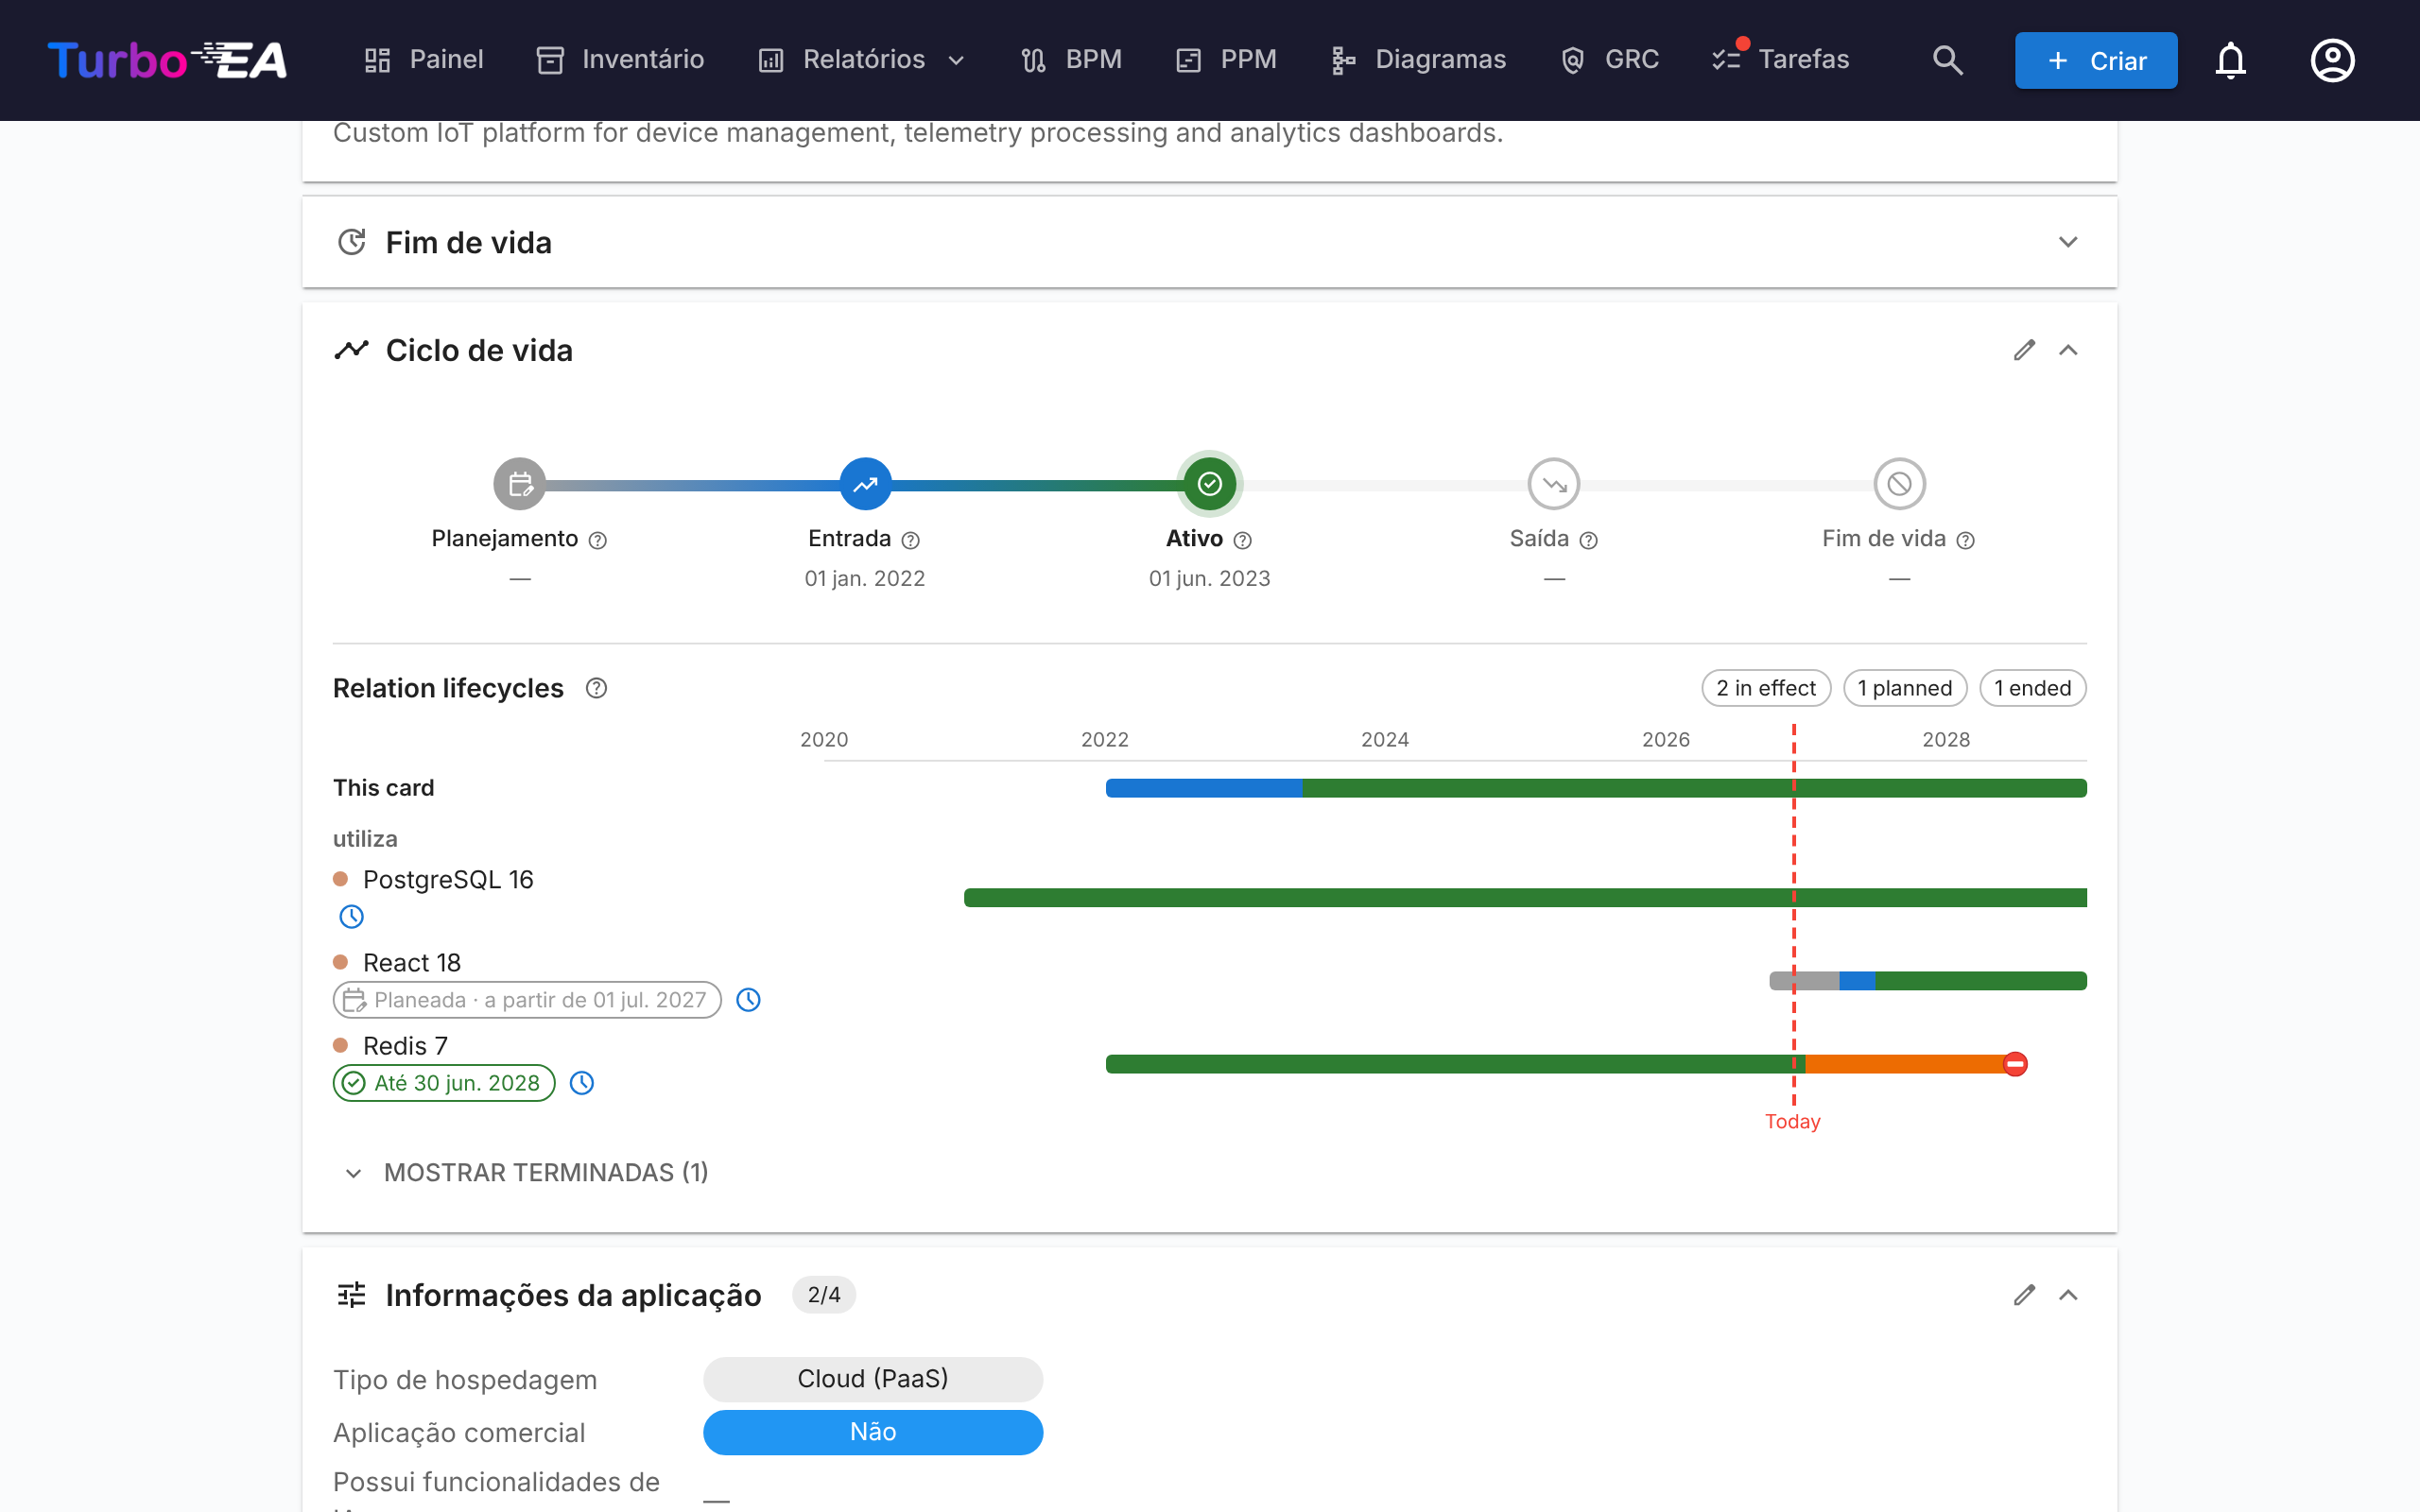 Turbo EA
Painel
Inventário
Relatórios
BPM
PPM
Diagramas
GRC
Tarefas
+ Criar
Custom IoT platform for device management, telemetry processing and analytics dashboards.
Fim de vida
Ciclo de vida
Planejamento
Entrada
Ativo
Saída
Fim de vida
—
01 jan. 2022
01 jun. 2023
—
—
Relation lifecycles
2 in effect
1 planned
1 ended
2020
2022
2024
2026
2028
This card
utiliza
PostgreSQL 16
React 18
Planeada · a partir de 01 jul. 2027
Redis 7
Até 30 jun. 2028
Today
MOSTRAR TERMINADAS (1)
Informações da aplicação
2/4
Tipo de hospedagem
Cloud (PaaS)
Aplicação comercial
Não
Possui funcionalidades de
—